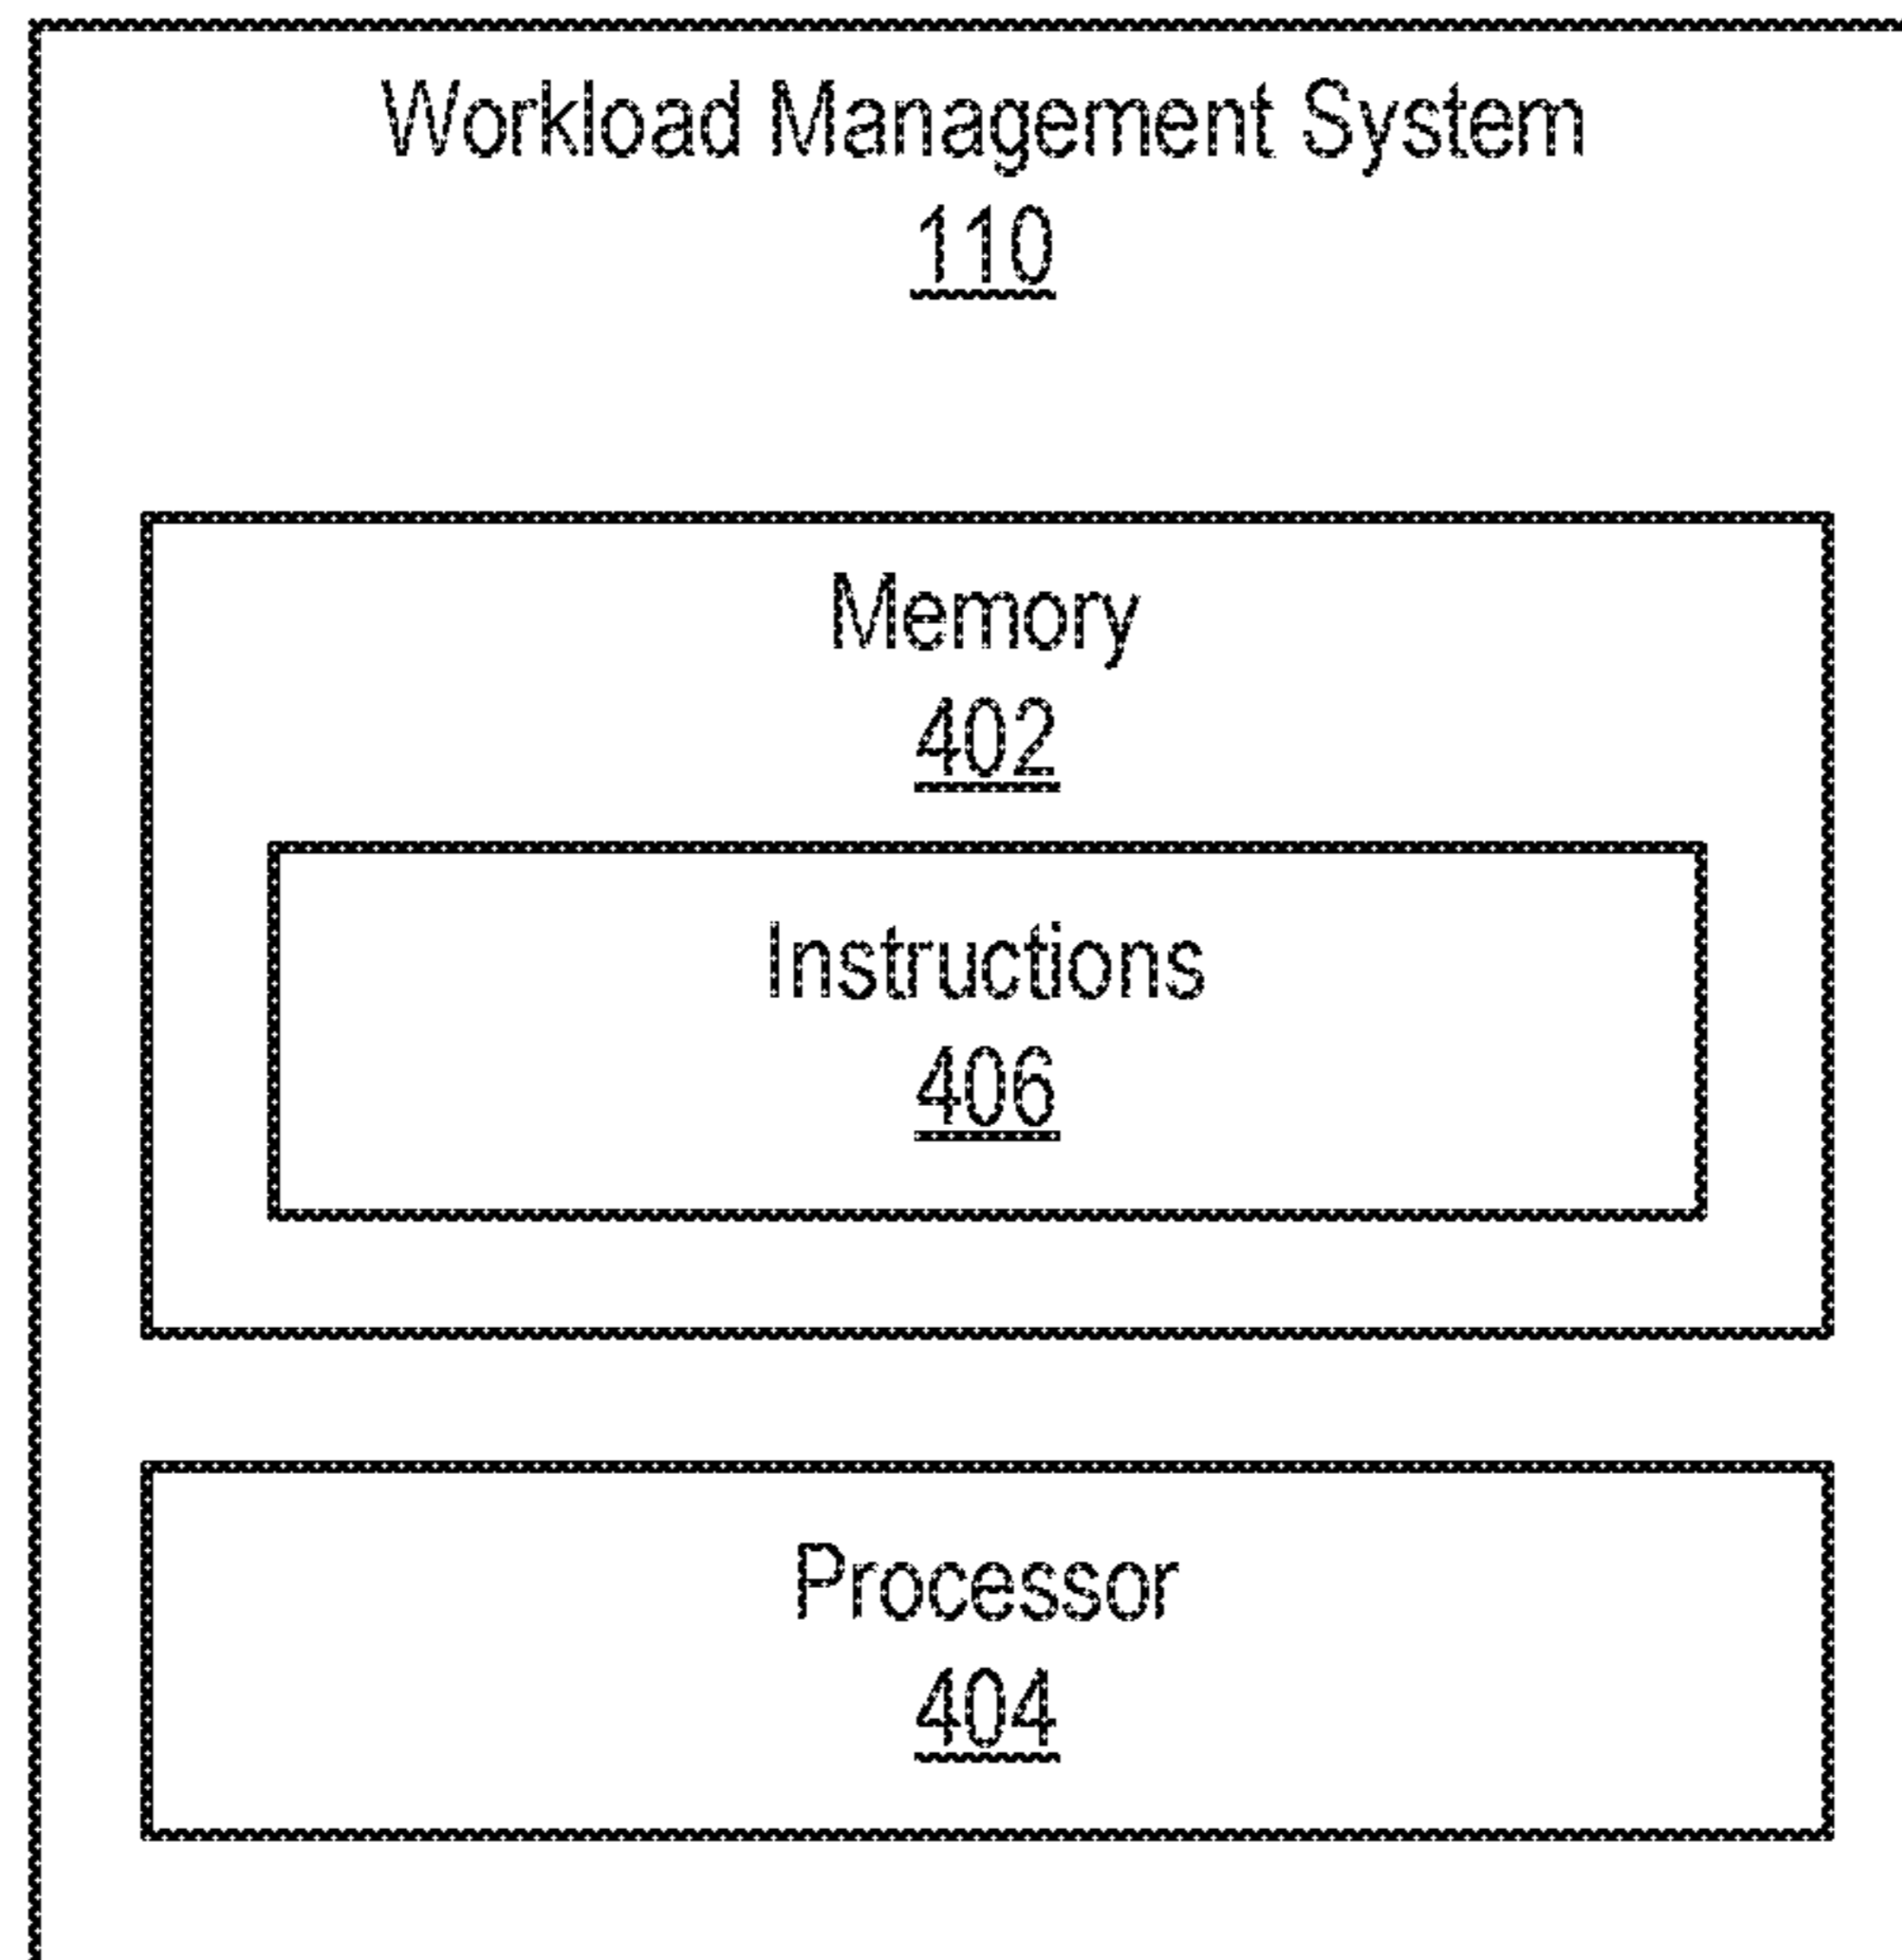 Workload Management System
110
Memory
402
Instructions
406
Processor
404